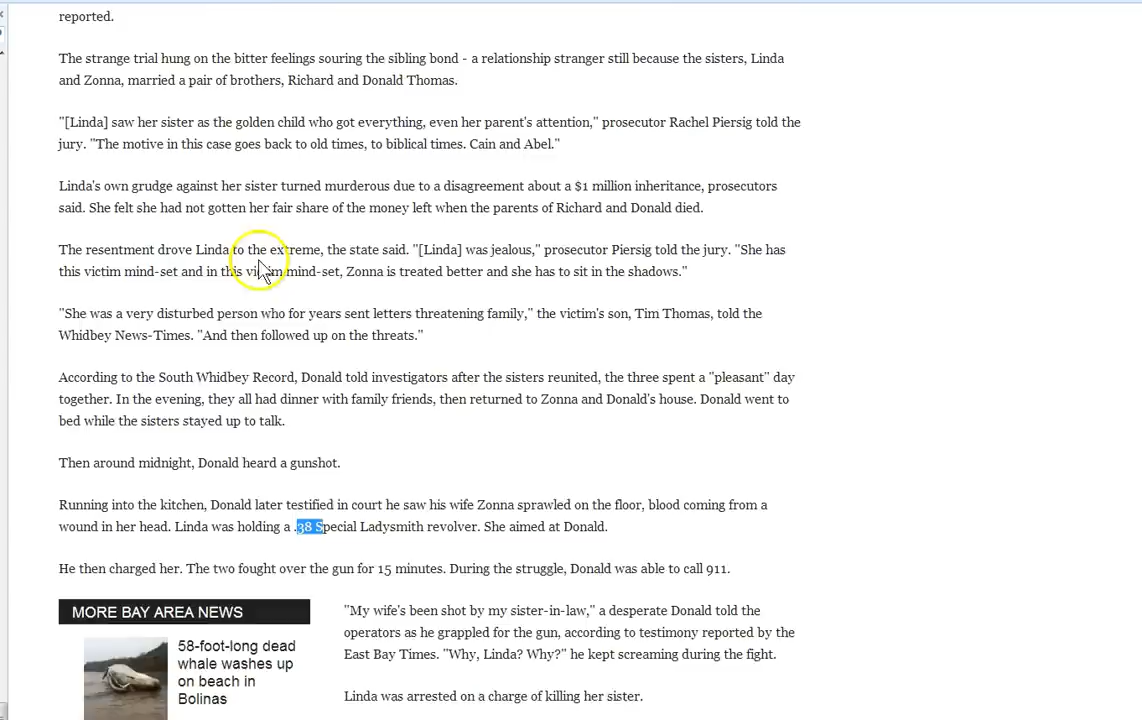 reported.
The strange trial hung on the bitter feelings souring the sibling bond - a relationship stranger still because the sisters, Linda
and Zonna, married a pair of brothers, Richard and Donald Thomas.
"[Linda] saw her sister as the golden child who got everything, even her parent's attention," prosecutor Rachel Piersig told the
jury. "The motive in this case goes back to old times, to biblical times. Cain and Abel."
Linda's own grudge against her sister turned murderous due to a disagreement about a $1 million inheritance, prosecutors
said. She felt she had not gotten her fair share of the money left when the parents of Richard and Donald died.
The resentment drove Linda to the extreme, the state said. "[Linda] was jealous," prosecutor Piersig told the jury. "She has
this victim mind-set and in this victim mind-set, Zonna is treated better and she has to sit in the shadows."
"She was a very disturbed person who for years sent letters threatening family," the victim's son, Tim Thomas, told the
Whidbey News-Times. "And then followed up on the threats."
According to the South Whidbey Record, Donald told investigators after the sisters reunited, the three spent a "pleasant" day
together. In the evening, they all had dinner with family friends, then returned to Zonna and Donald's house. Donald went to
bed while the sisters stayed up to talk.
Then around midnight, Donald heard a gunshot.
Running into the kitchen, Donald later testified in court he saw his wife Zonna sprawled on the floor, blood coming from a
wound in her head. Linda was holding a .38 Special Ladysmith revolver. She aimed at Donald.
He then charged her. The two fought over the gun for 15 minutes. During the struggle, Donald was able to call 911.
MORE BAY AREA NEWS
58-foot-long dead
whale washes up
on beach in
Bolinas
"My wife's been shot by my sister-in-law," a desperate Donald told the
operators as he grappled for the gun, according to testimony reported by the
East Bay Times. "Why, Linda? Why?" he kept screaming during the fight.
Linda was arrested on a charge of killing her sister.